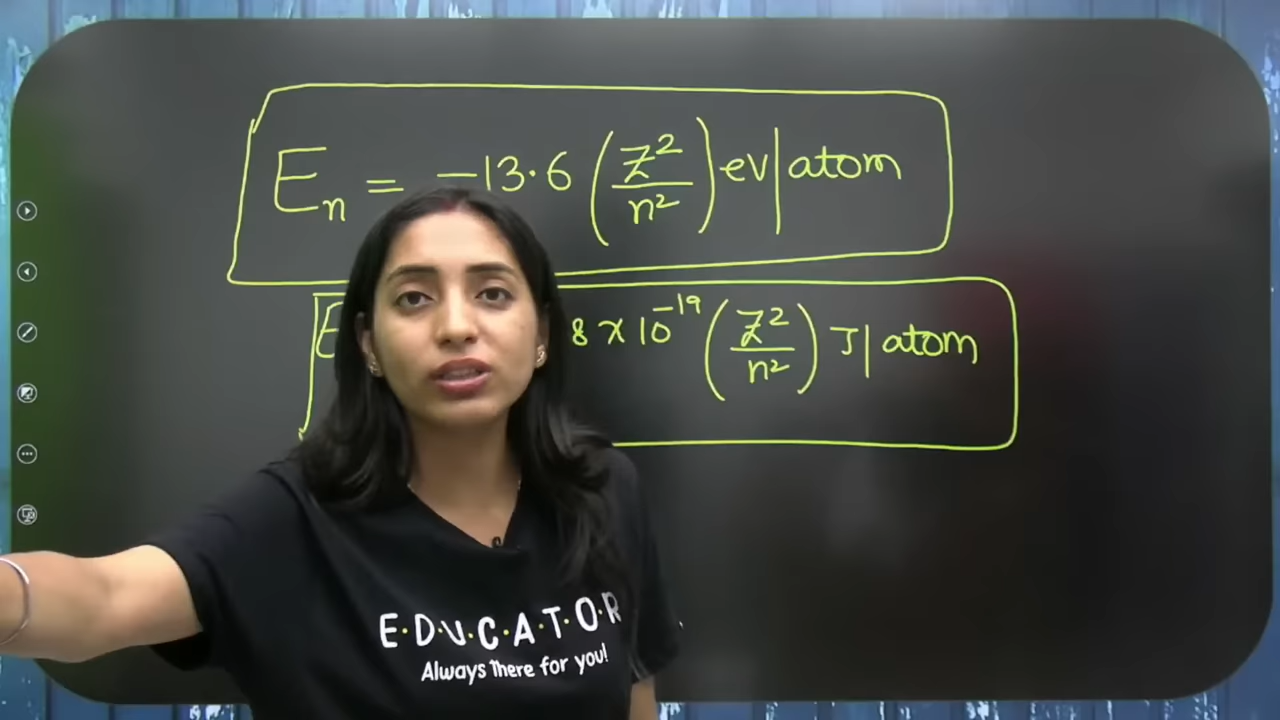 En = -13.6 (Z²/n²) eV|atom
E 8 x 10⁻¹⁹ (Z²/n²) J|atom
E·D·U·C·A·T·O·R
Always There for you!